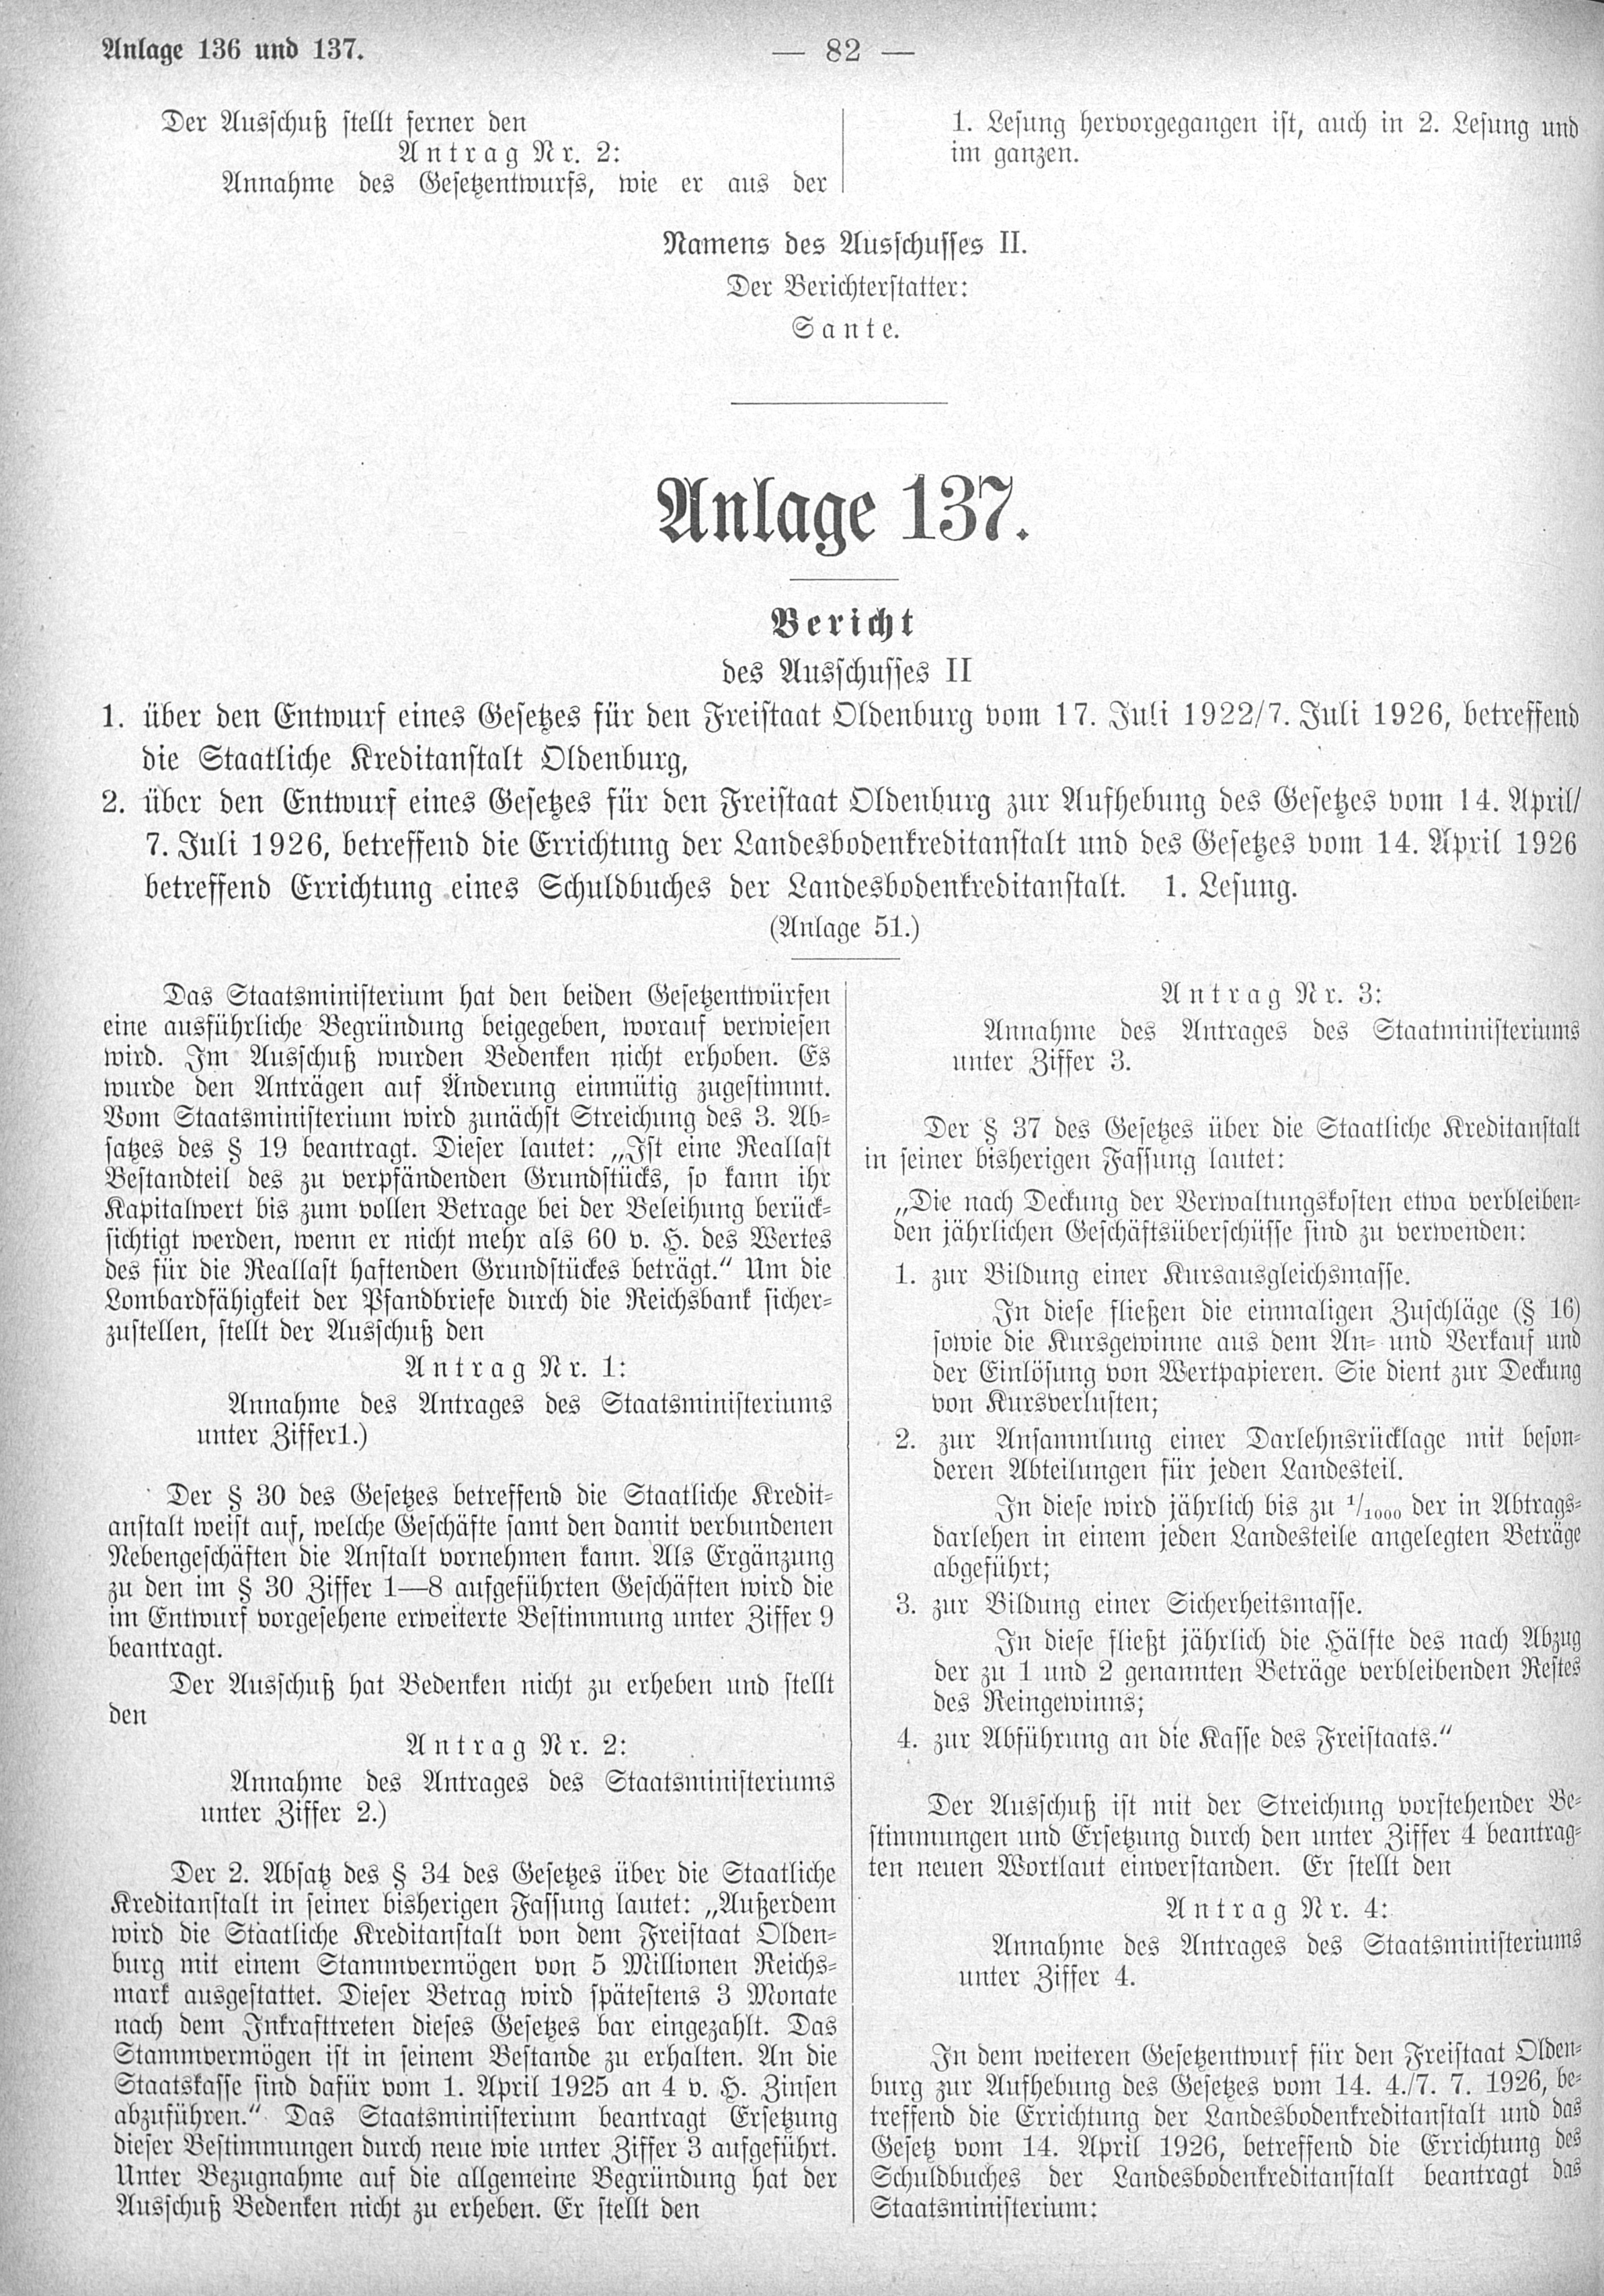 Anlage 136 und 137.
— 82 —
Der Ausschuß stellt ferner den
Antrag Nr. 2:
Annahme des Gesetzentwurfs, wie er aus der
1. Lesung hervorgegangen ist, auch in 2. Lesung und
im ganzen.
Namens des Ausschusses II.
Der Berichterstatter:
Sante.
Anlage 137.
Bericht
des Ausschusses II
1. über den Entwurf eines Gesetzes für den Freistaat Oldenburg vom 17. Juli 1922/7. Juli 1926, betreffend
die Staatliche Kreditanstalt Oldenburg,
2. über den Entwurf eines Gesetzes für den Freistaat Oldenburg zur Aufhebung des Gesetzes vom 14. April/
7. Juli 1926, betreffend die Errichtung der Landesbodenkreditanstalt und des Gesetzes vom 14. April 1926
betreffend Errichtung eines Schuldbuches der Landesbodenkreditanstalt. 1. Lesung.
(Anlage 51.)
Das Staatsministerium hat den beiden Gesetzentwürfen
eine ausführliche Begründung beigegeben, worauf verwiesen
wird. Im Ausschuß wurden Bedenken nicht erhoben. Es
wurde den Anträgen auf Änderung einmütig zugestimmt.
Vom Staatsministerium wird zunächst Streichung des 3. Ab-
satzes des § 19 beantragt. Dieser lautet: „Ist eine Reallast
Bestandteil des zu verpfändenden Grundstücks, so kann ihr
Kapitalwert bis zum vollen Betrage bei der Beleihung berück-
sichtigt werden, wenn er nicht mehr als 60 v. H. des Wertes
des für die Reallast haftenden Grundstückes beträgt.“ Um die
Lombardfähigkeit der Pfandbriefe durch die Reichsbank sicher-
zustellen, stellt der Ausschuß den
Antrag Nr. 1:
Annahme des Antrages des Staatsministeriums
unter Ziffer1.)
Der § 30 des Gesetzes betreffend die Staatliche Kredit-
anstalt weist auf, welche Geschäfte samt den damit verbundenen
Nebengeschäften die Anstalt vornehmen kann. Als Ergänzung
zu den im § 30 Ziffer 1—8 aufgeführten Geschäften wird die
im Entwurf vorgesehene erweiterte Bestimmung unter Ziffer 9
beantragt.
Der Ausschuß hat Bedenken nicht zu erheben und stellt
den
Antrag Nr. 2:
Annahme des Antrages des Staatsministeriums
unter Ziffer 2.)
Der 2. Absatz des § 34 des Gesetzes über die Staatliche
Kreditanstalt in seiner bisherigen Fassung lautet: „Außerdem
wird die Staatliche Kreditanstalt von dem Freistaat Olden-
burg mit einem Stammvermögen von 5 Millionen Reichs-
mark ausgestattet. Dieser Betrag wird spätestens 3 Monate
nach dem Inkrafttreten dieses Gesetzes bar eingezahlt. Das
Stammvermögen ist in seinem Bestande zu erhalten. An die
Staatskasse sind dafür vom 1. April 1925 an 4 v. H. Zinsen
abzuführen.“ Das Staatsministerium beantragt Ersetzung
dieser Bestimmungen durch neue wie unter Ziffer 3 aufgeführt.
Unter Bezugnahme auf die allgemeine Begründung hat der
Ausschuß Bedenken nicht zu erheben. Er stellt den
Antrag Nr. 3:
Annahme des Antrages des Staatministeriums
unter Ziffer 3.
Der § 37 des Gesetzes über die Staatliche Kreditanstalt
in seiner bisherigen Fassung lautet:
„Die nach Deckung der Verwaltungskosten etwa verbleiben-
den jährlichen Geschäftsüberschüsse sind zu verwenden:
1. zur Bildung einer Kursausgleichsmasse.
In diese fließen die einmaligen Zuschläge (§ 16)
sowie die Kursgewinne aus dem An- und Verkauf und
der Einlösung von Wertpapieren. Sie dient zur Deckung
von Kursverlusten;
2. zur Ansammlung einer Darlehnsrücklage mit beson-
deren Abteilungen für jeden Landesteil.
In diese wird jährlich bis zu 1/1000 der in Abtrags-
darlehen in einem jeden Landesteile angelegten Beträge
abgeführt;
3. zur Bildung einer Sicherheitsmasse.
In diese fließt jährlich die Hälfte des nach Abzug
der zu 1 und 2 genannten Beträge verbleibenden Restes
des Reingewinns;
4. zur Abführung an die Kasse des Freistaats.“
Der Ausschuß ist mit der Streichung vorstehender Be-
stimmungen und Ersetzung durch den unter Ziffer 4 beantrag-
ten neuen Wortlaut einverstanden. Er stellt den
Antrag Nr. 4:
Annahme des Antrages des Staatsministeriums
unter Ziffer 4.
In dem weiteren Gesetzentwurf für den Freistaat Olden-
burg zur Aufhebung des Gesetzes vom 14. 4./7. 7. 1926, be-
treffend die Errichtung der Landesbodenkreditanstalt und das
Gesetz vom 14. April 1926, betreffend die Errichtung des
Schuldbuches der Landesbodenkreditanstalt beantragt das
Staatsministerium: